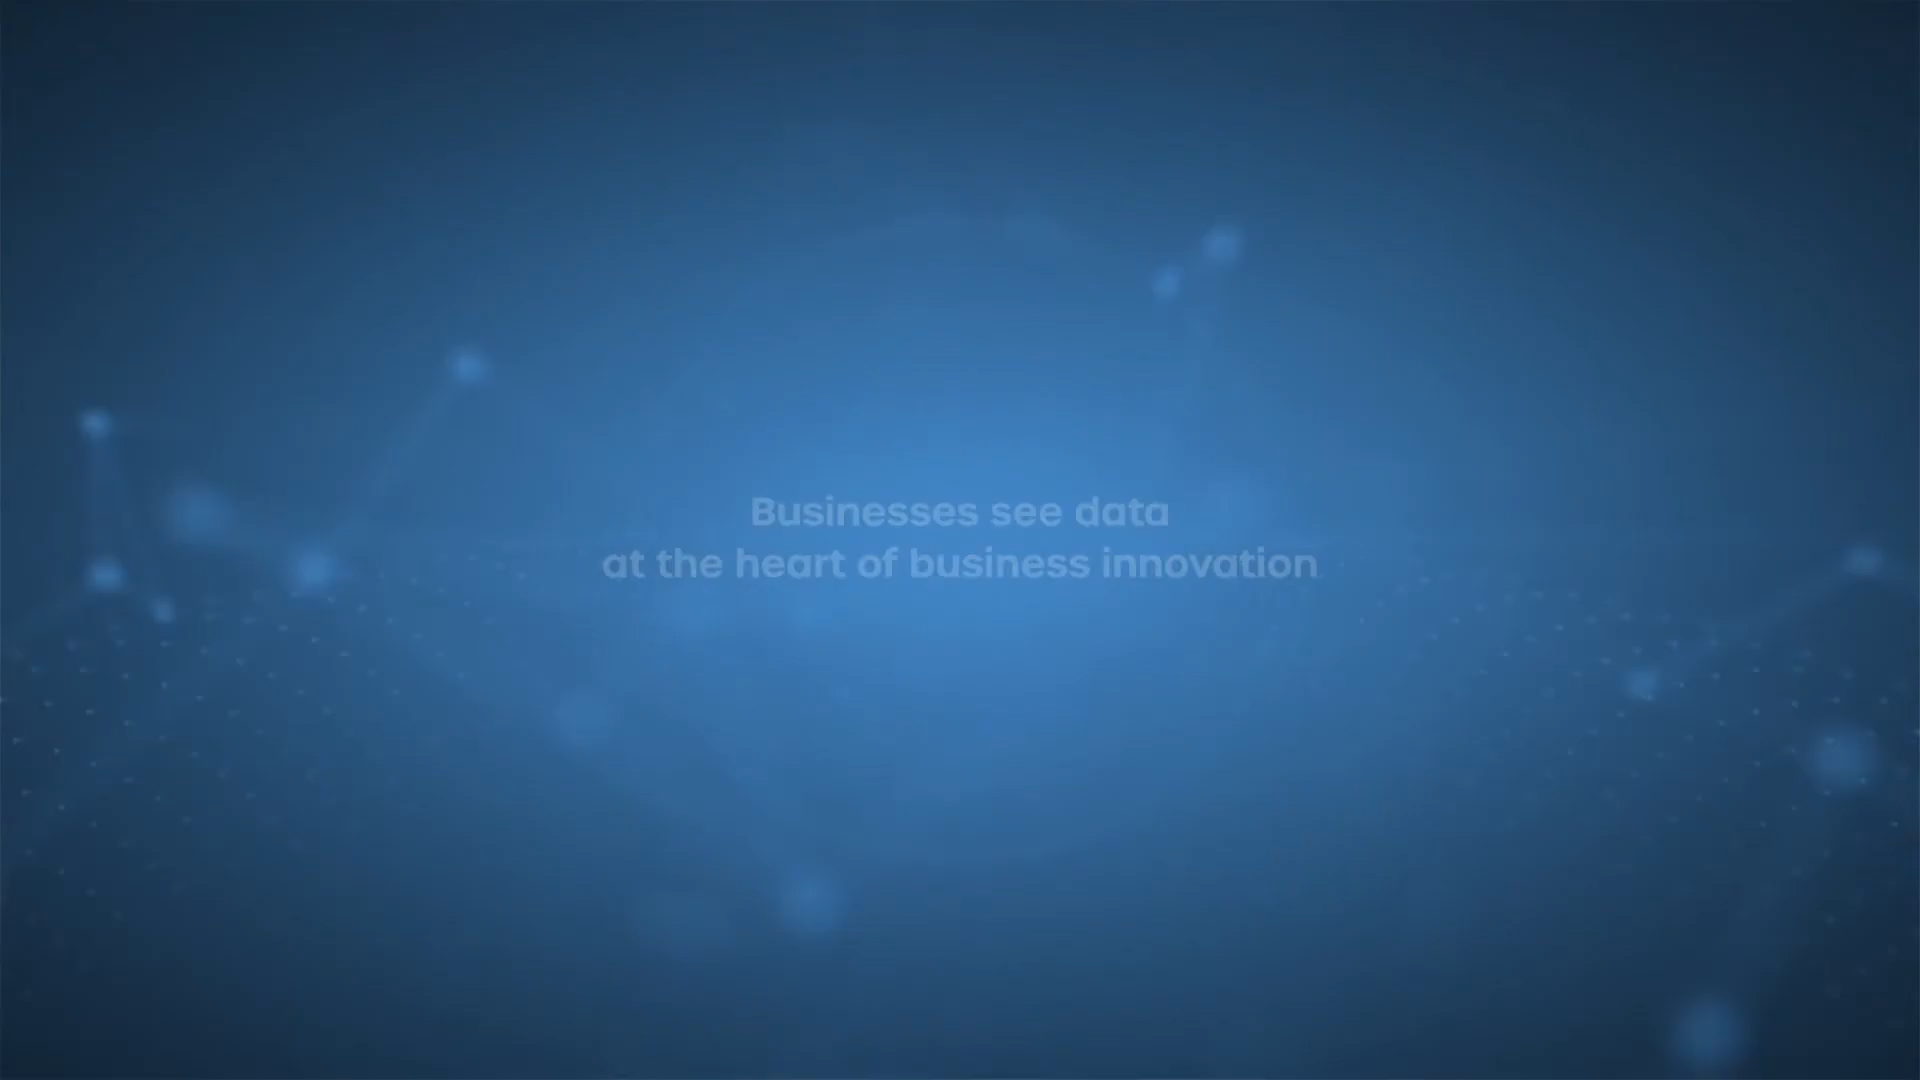 Businesses see data
at the heart of business innovation